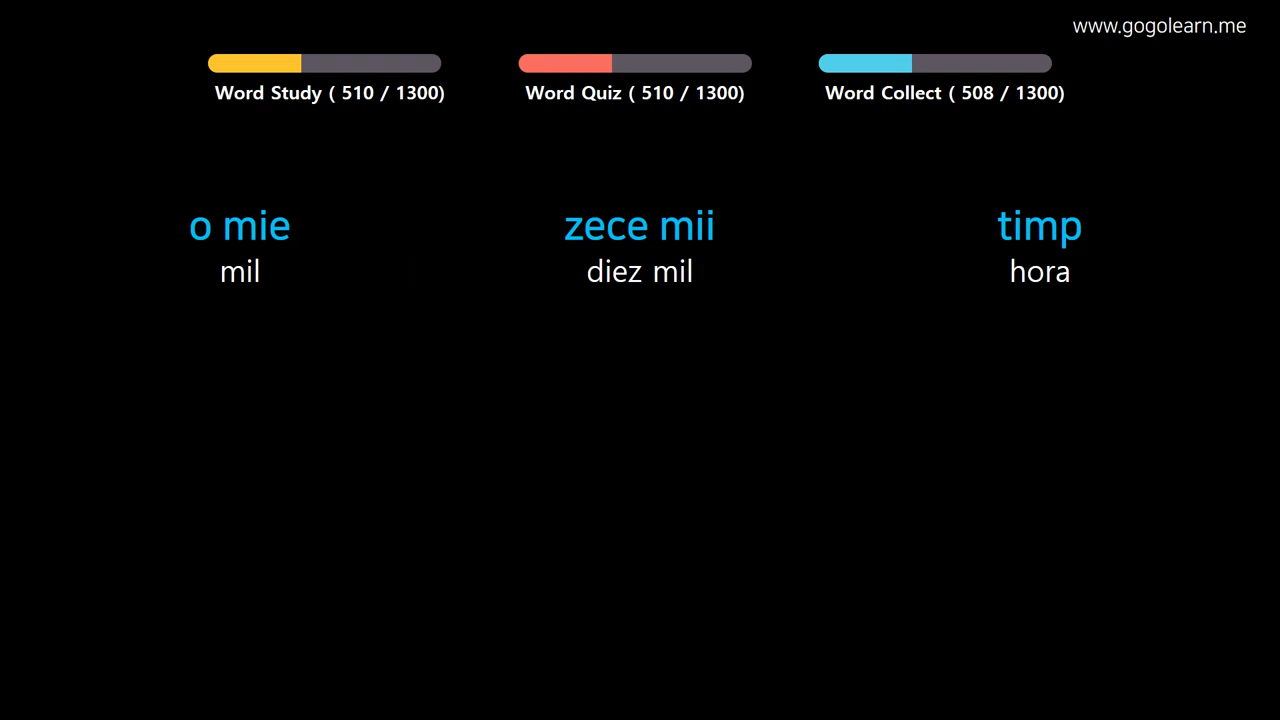 www.gogolearn.me
Word Study ( 510 / 1300)
Word Quiz ( 510 / 1300)
Word Collect ( 508 / 1300)
o mie
mil
zece mii
diez mil
timp
hora